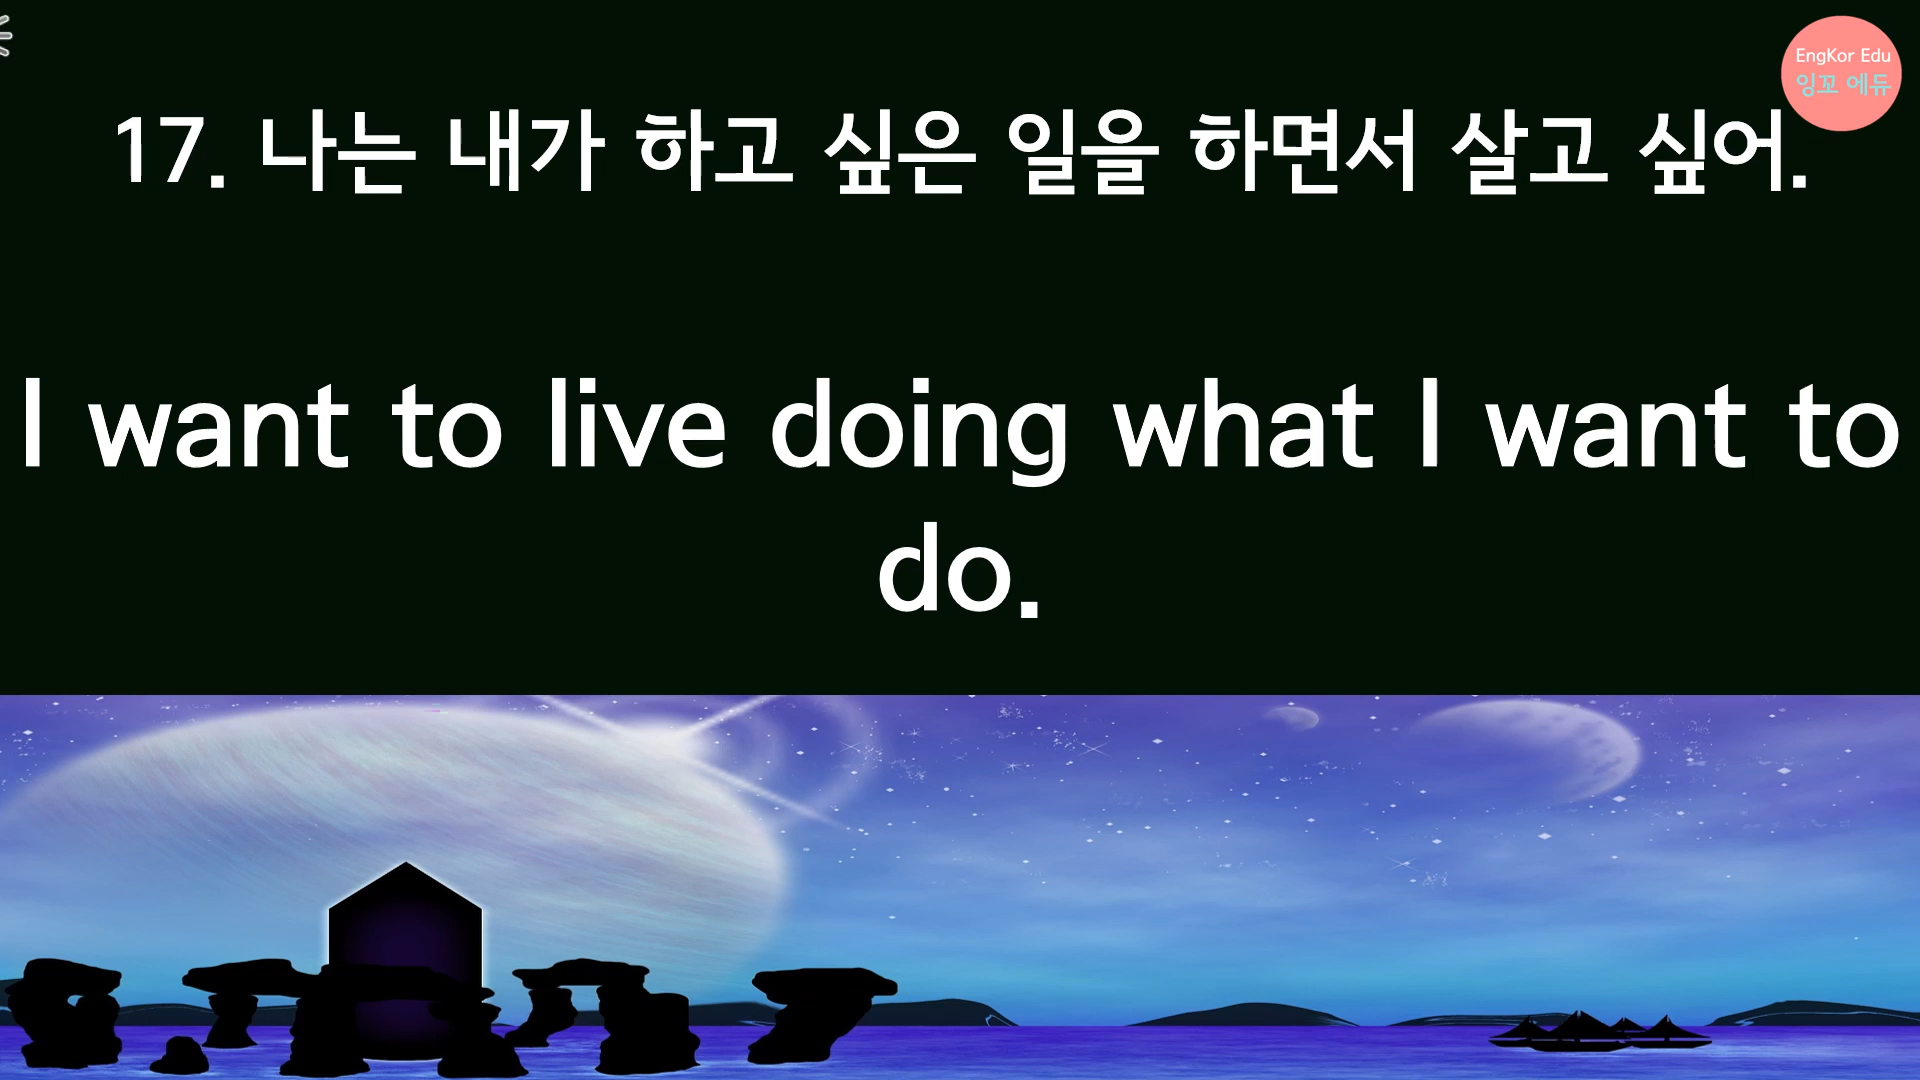 EngKor Edu
잉꼬 에듀
17. 나는 내가 하고 싶은 일을 하면서 살고 싶어.
I want to live doing what I want to
do.